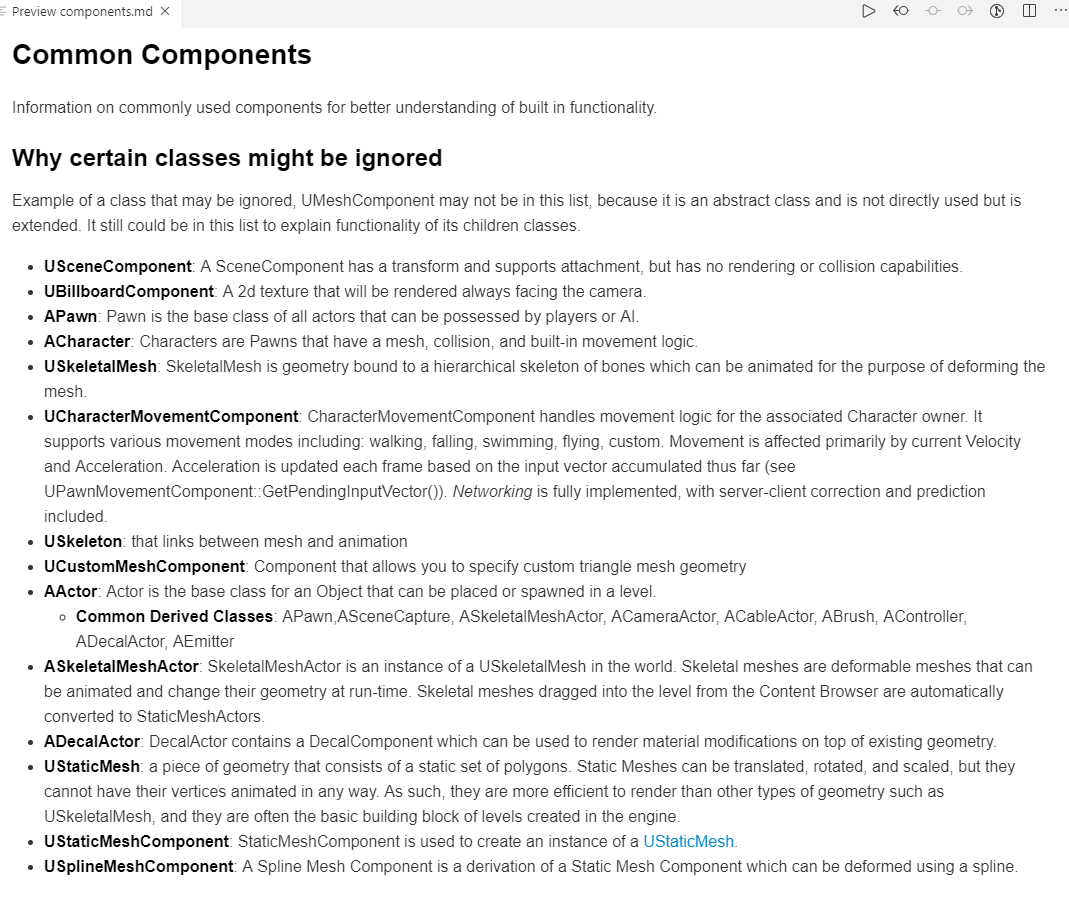 Preview components.md
Common Components
Information on commonly used components for better understanding of built in functionality.
Why certain classes might be ignored
Example of a class that may be ignored, UMeshComponent may not be in this list, because it is an abstract class and is not directly used but is
extended. It still could be in this list to explain functionality of its children classes.
• USceneComponent: A SceneComponent has a transform and supports attachment, but has no rendering or collision capabilities.
• UBillboardComponent: A 2d texture that will be rendered always facing the camera.
• APawn: Pawn is the base class of all actors that can be possessed by players or AI.
• ACharacter: Characters are Pawns that have a mesh, collision, and built-in movement logic.
• USkeletalMesh: SkeletalMesh is geometry bound to a hierarchical skeleton of bones which can be animated for the purpose of deforming the
mesh.
• UCharacterMovementComponent: CharacterMovementComponent handles movement logic for the associated Character owner. It
supports various movement modes including: walking, falling, swimming, flying, custom. Movement is affected primarily by current Velocity
and Acceleration. Acceleration is updated each frame based on the input vector accumulated thus far (see
UPawnMovementComponent::GetPendingInputVector()). Networking is fully implemented, with server-client correction and prediction
included.
• USkeleton: that links between mesh and animation
• UCustomMeshComponent: Component that allows you to specify custom triangle mesh geometry
• AActor: Actor is the base class for an Object that can be placed or spawned in a level.
◦ Common Derived Classes: APawn,ASceneCapture, ASkeletalMeshActor, ACameraActor, ACableActor, ABrush, AController,
ADecalActor, AEmitter
• ASkeletalMeshActor: SkeletalMeshActor is an instance of a USkeletalMesh in the world. Skeletal meshes are deformable meshes that can
be animated and change their geometry at run-time. Skeletal meshes dragged into the level from the Content Browser are automatically
converted to StaticMeshActors.
• ADecalActor: DecalActor contains a DecalComponent which can be used to render material modifications on top of existing geometry.
• UStaticMesh: a piece of geometry that consists of a static set of polygons. Static Meshes can be translated, rotated, and scaled, but they
cannot have their vertices animated in any way. As such, they are more efficient to render than other types of geometry such as
USkeletalMesh, and they are often the basic building block of levels created in the engine.
• UStaticMeshComponent: StaticMeshComponent is used to create an instance of a UStaticMesh.
• USplineMeshComponent: A Spline Mesh Component is a derivation of a Static Mesh Component which can be deformed using a spline.